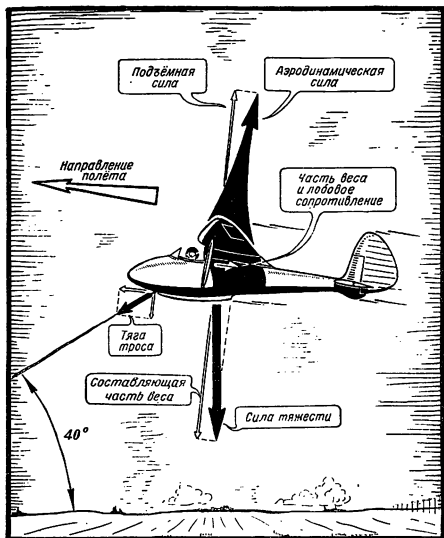 Подъёмная
сила
Аэродинамическая
сила
Направление
полёта
Часть веса
и лобовое
сопротивление
Тяга
троса
Составляющая
часть веса
Сила тяжести
40°